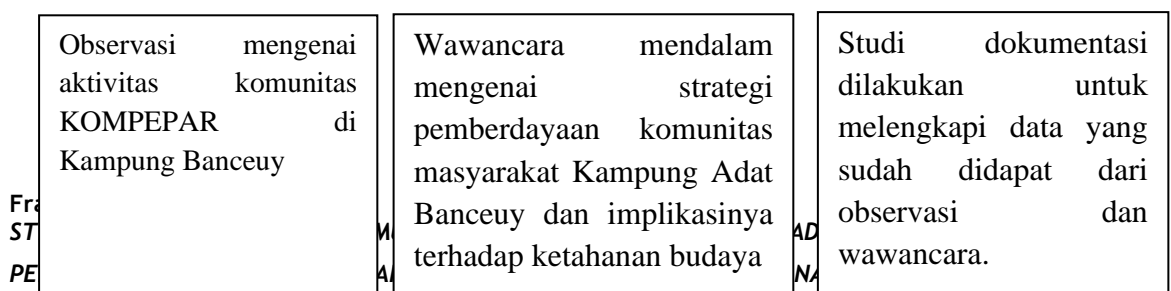 Observasi mengenai
aktivitas komunitas
KOMPEPAR di
Kampung Banceuy
Wawancara mendalam
mengenai strategi
pemberdayaan komunitas
masyarakat Kampung Adat
Banceuy dan implikasinya
terhadap ketahanan budaya
Studi dokumentasi
dilakukan untuk
melengkapi data yang
sudah didapat dari
observasi dan
wawancara.